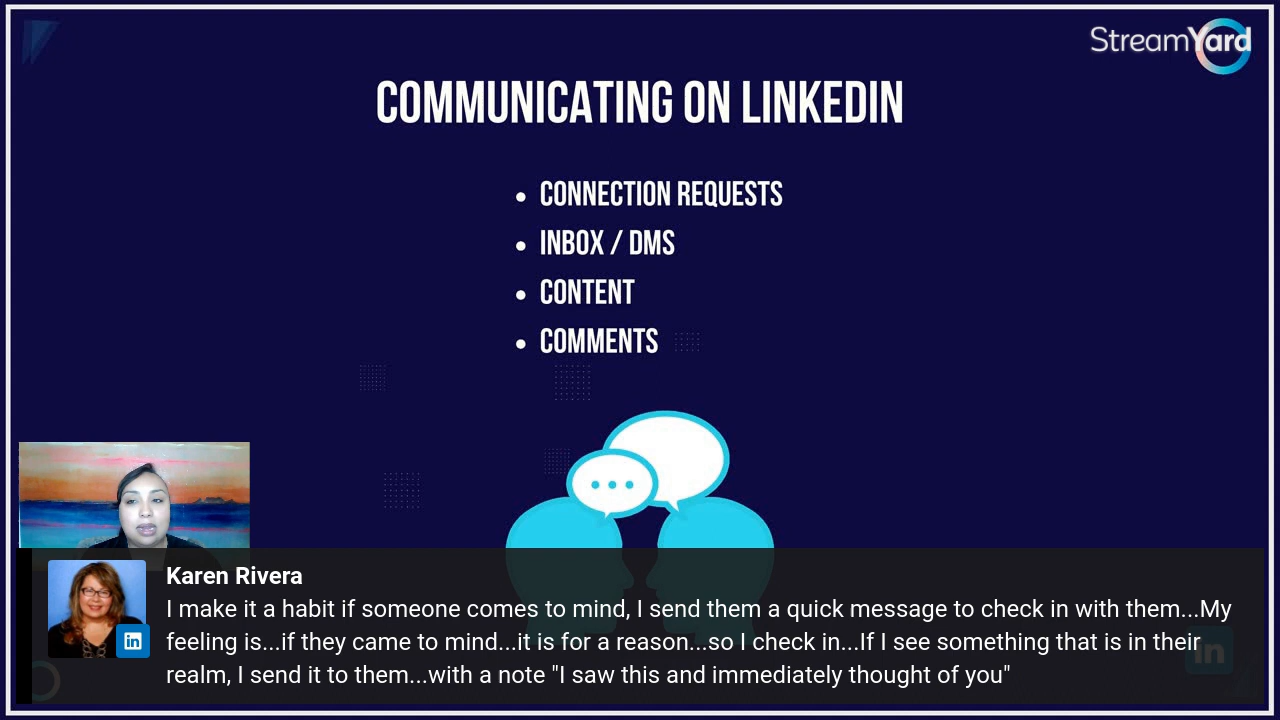 StreamYard
COMMUNICATING ON LINKEDIN
• CONNECTION REQUESTS
• INBOX / DMS
• CONTENT
• COMMENTS
Karen Rivera
I make it a habit if someone comes to mind, I send them a quick message to check in with them...My
feeling is...if they came to mind...it is for a reason...so I check in...If I see something that is in their
realm, I send it to them...with a note "I saw this and immediately thought of you"
in
in